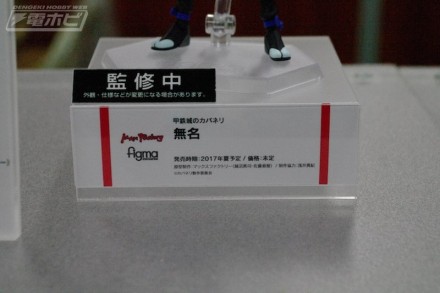 DENGEKI HOBBY WEB
電ホビ
監修中
外観・仕様などが変更になる場合があります。
甲鉄城のカバネリ
無名
Max Factory
figma
発売時期：2017年夏予定 / 価格：未定